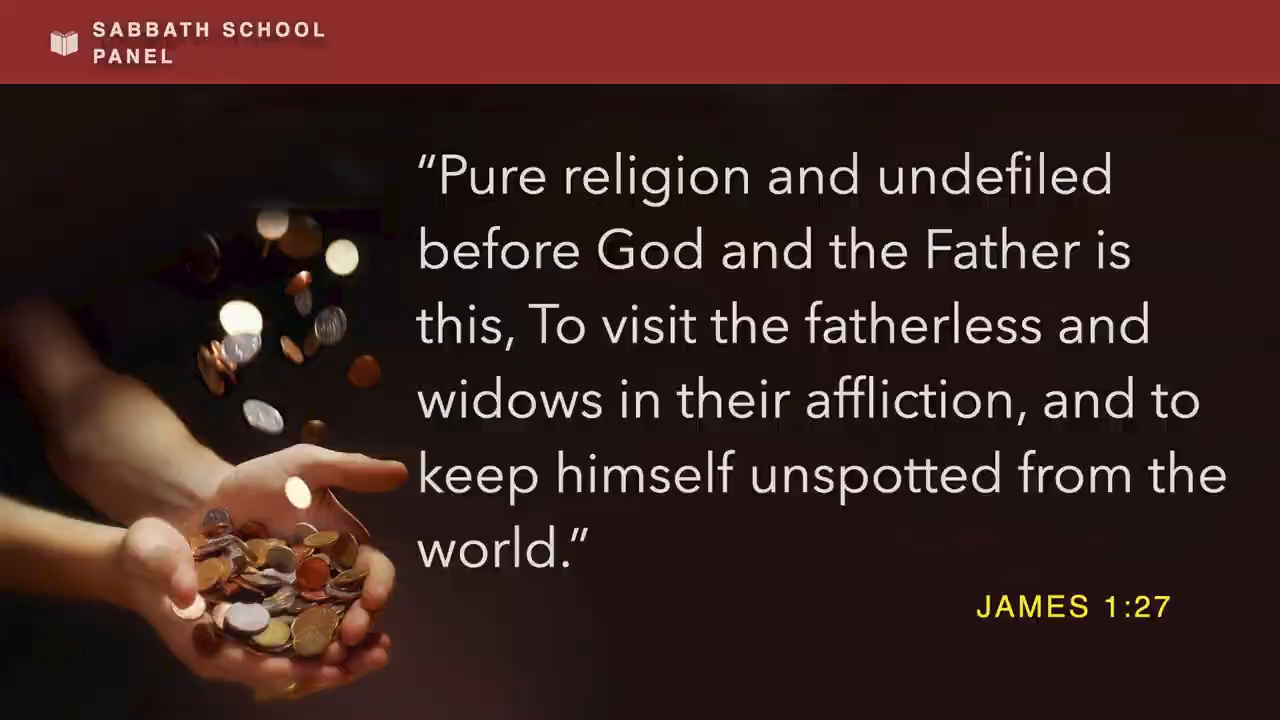 SABBATH SCHOOL
PANEL
“Pure religion and undefiled
before God and the Father is
this, To visit the fatherless and
widows in their affliction, and to
keep himself unspotted from the
world.”
JAMES 1:27